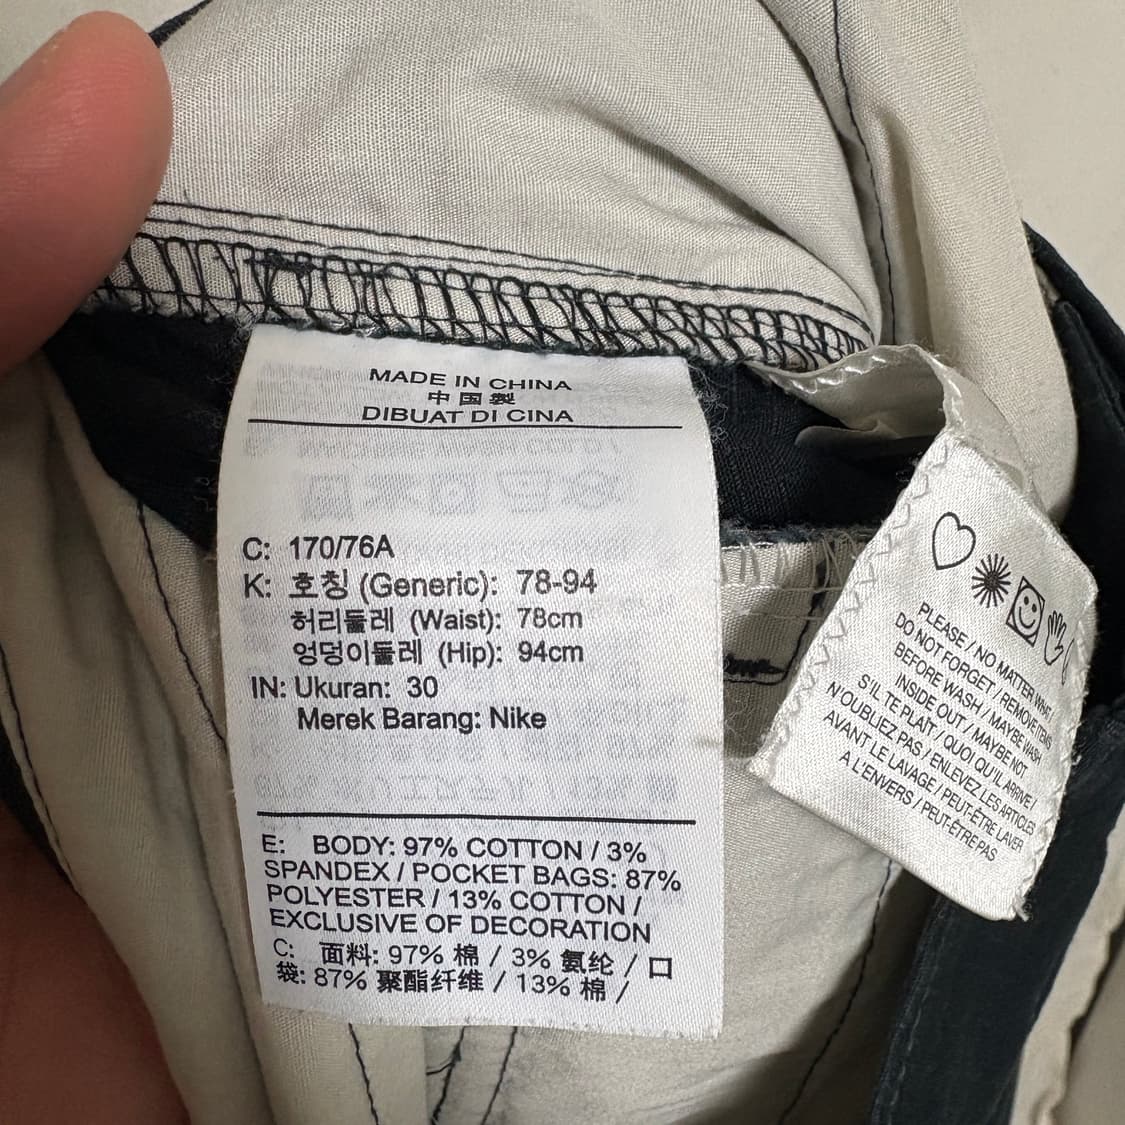 MADE IN CHINA
中国製
DIBUAT DI CINA
C: 170/76A
K: 호칭 (Generic): 78-94
허리둘레 (Waist): 78cm
엉덩이둘레 (Hip): 94cm
IN: Ukuran: 30
Merek Barang: Nike
E: BODY: 97% COTTON / 3%
SPANDEX / POCKET BAGS: 87%
POLYESTER / 13% COTTON /
EXCLUSIVE OF DECORATION
C: 面料: 97% 棉 / 3% 氨纶 / 口
袋: 87% 聚酯纤维 / 13% 棉 /
PLEASE / NO MATTER WHAT
DO NOT FORGET / REMOVE ITEMS
BEFORE WASH / MAYBE WASH
INSIDE OUT / MAYBE NOT
S'IL TE PLAÎT / QUOI QU'IL ARRIVE /
N'OUBLIEZ PAS / ENLEVEZ LES ARTICLES
AVANT LE LAVAGE / PEUT-ÊTRE LAVER
A L'ENVERS / PEUT-ÊTRE PAS